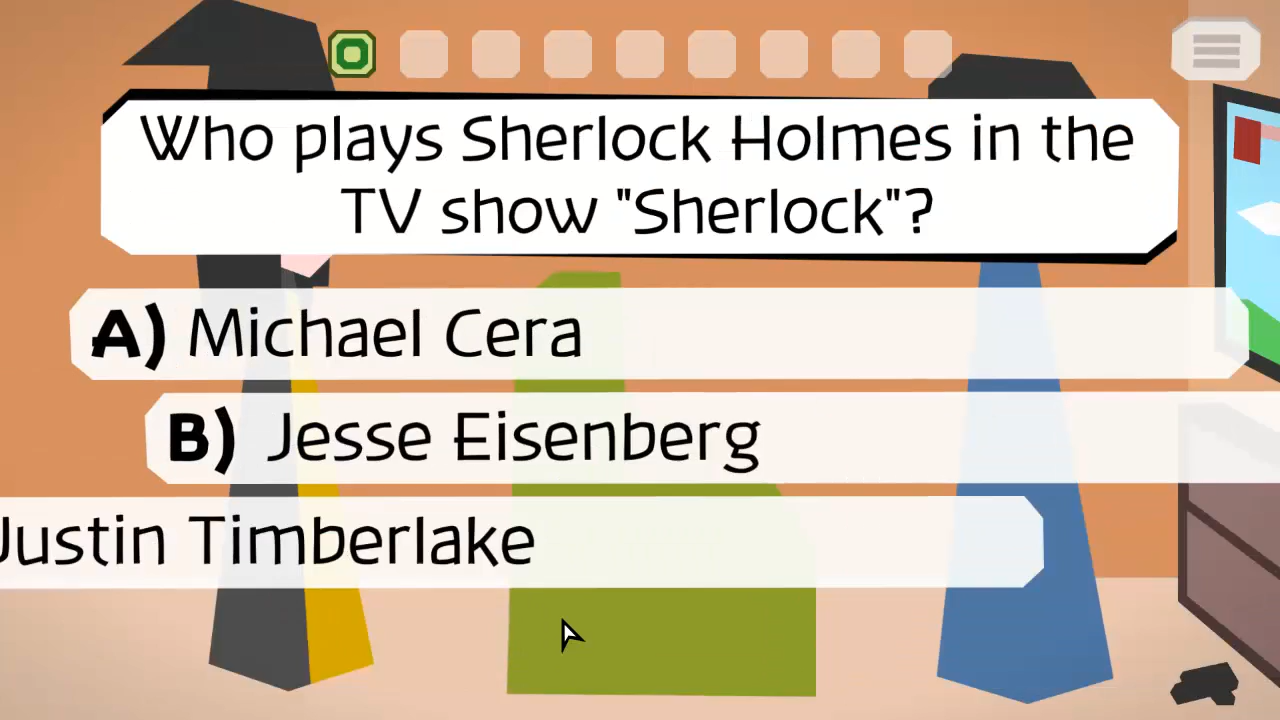 Who plays Sherlock Holmes in the
TV show "Sherlock"?
A) Michael Cera
B) Jesse Eisenberg
Justin Timberlake